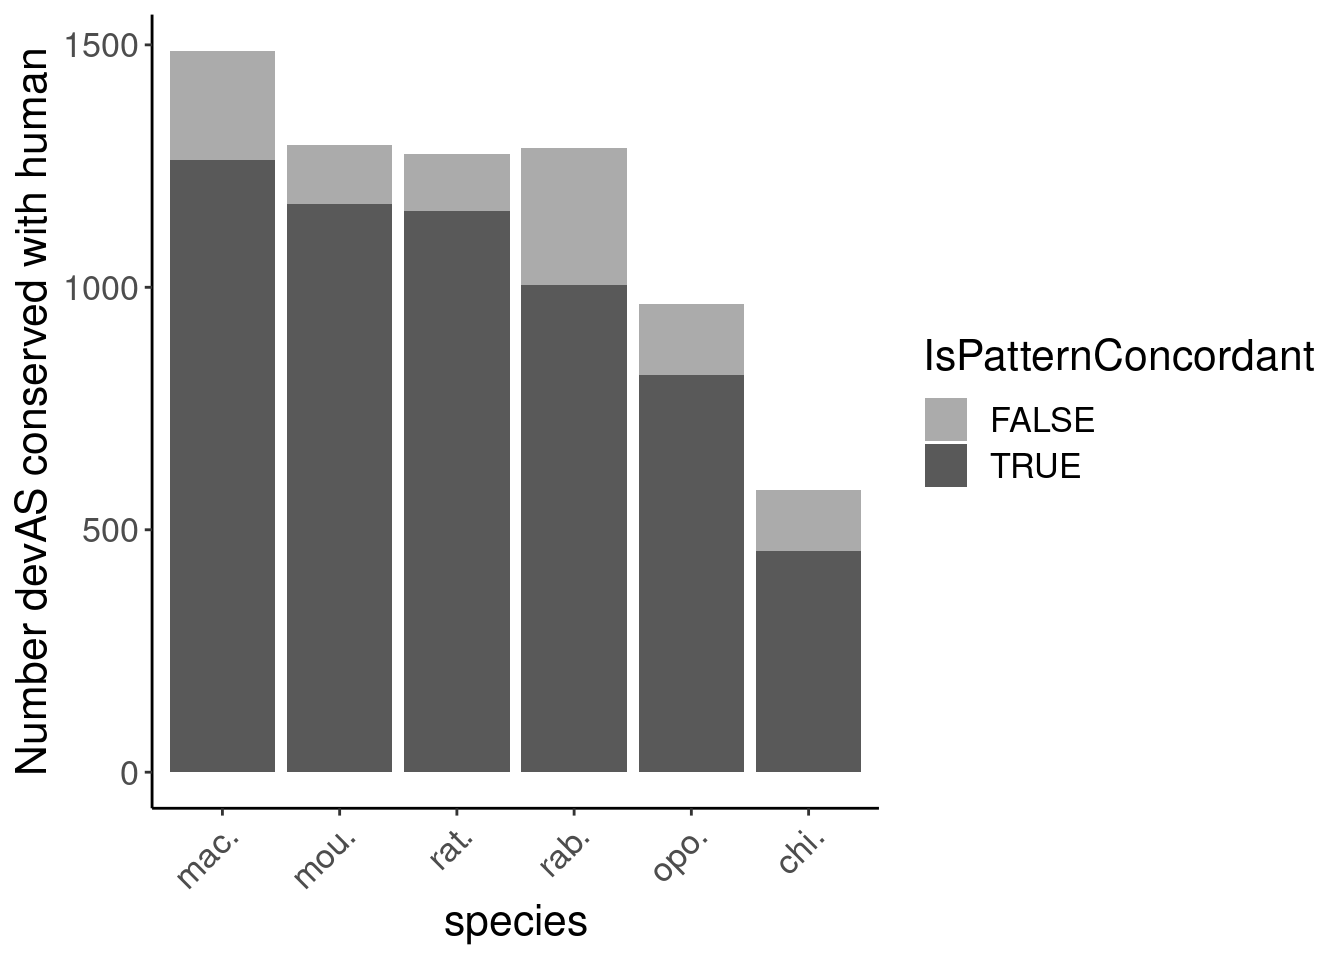 Number devAS conserved with human
1500
1000
500
0
mac.
mou.
rat.
rab.
opo.
chi.
species
IsPatternConcordant
FALSE
TRUE